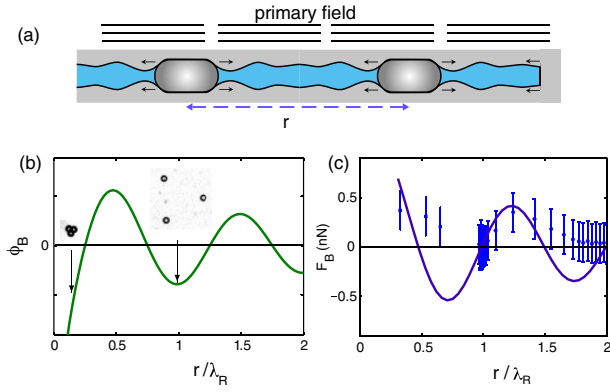 primary field
(a)
r
(b)
ϕ_B
0
0
0.5
1
1.5
2
r / λ_R
(c)
F_B (nN)
0.5
0
-0.5
0
0.5
1
1.5
2
r / λ_R